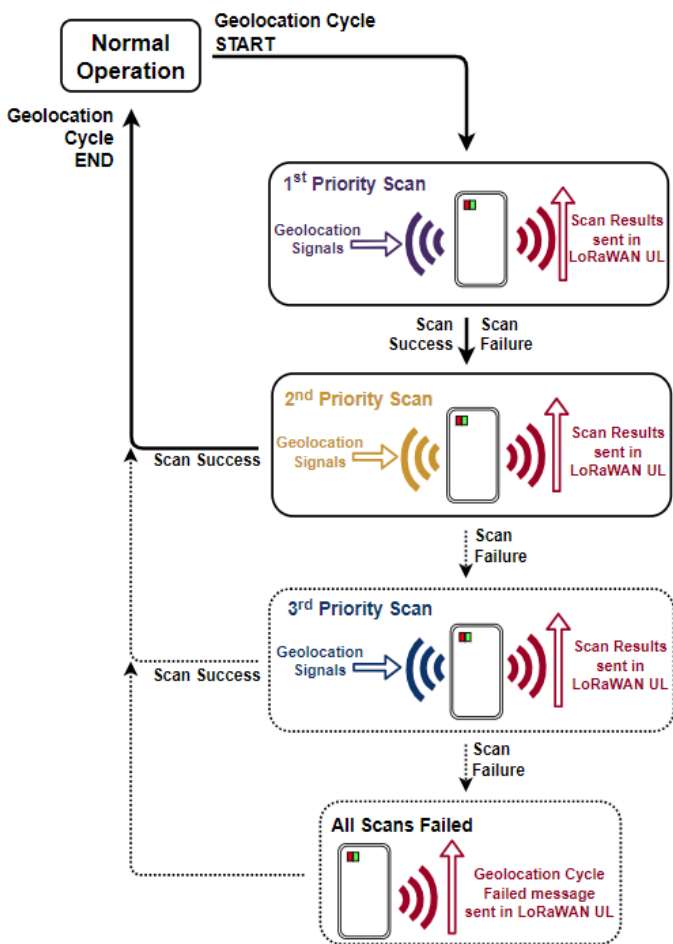 Normal
Operation
Geolocation Cycle
START
Geolocation
Cycle
END
1st Priority Scan
Geolocation
Signals
Scan Results
sent in
LoRaWAN UL
Scan
Success
Scan
Failure
2nd Priority Scan
Geolocation
Signals
Scan Results
sent in
LoRaWAN UL
Scan Success
Scan
Failure
3rd Priority Scan
Geolocation
Signals
Scan Results
sent in
LoRaWAN UL
Scan Success
Scan
Failure
All Scans Failed
Geolocation Cycle
Failed message
sent in LoRaWAN UL